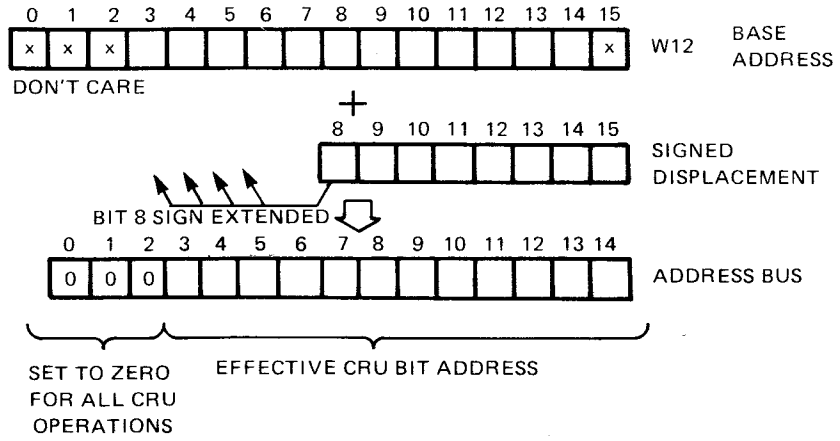 0 1 2 3 4 5 6 7 8 9 10 11 12 13 14 15
x x x x W12 BASE
ADDRESS
DON'T CARE
+
8 9 10 11 12 13 14 15
SIGNED
DISPLACEMENT
BIT 8 SIGN EXTENDED
0 1 2 3 4 5 6 7 8 9 10 11 12 13 14
0 0 0 ADDRESS BUS
SET TO ZERO
FOR ALL CRU
OPERATIONS
EFFECTIVE CRU BIT ADDRESS